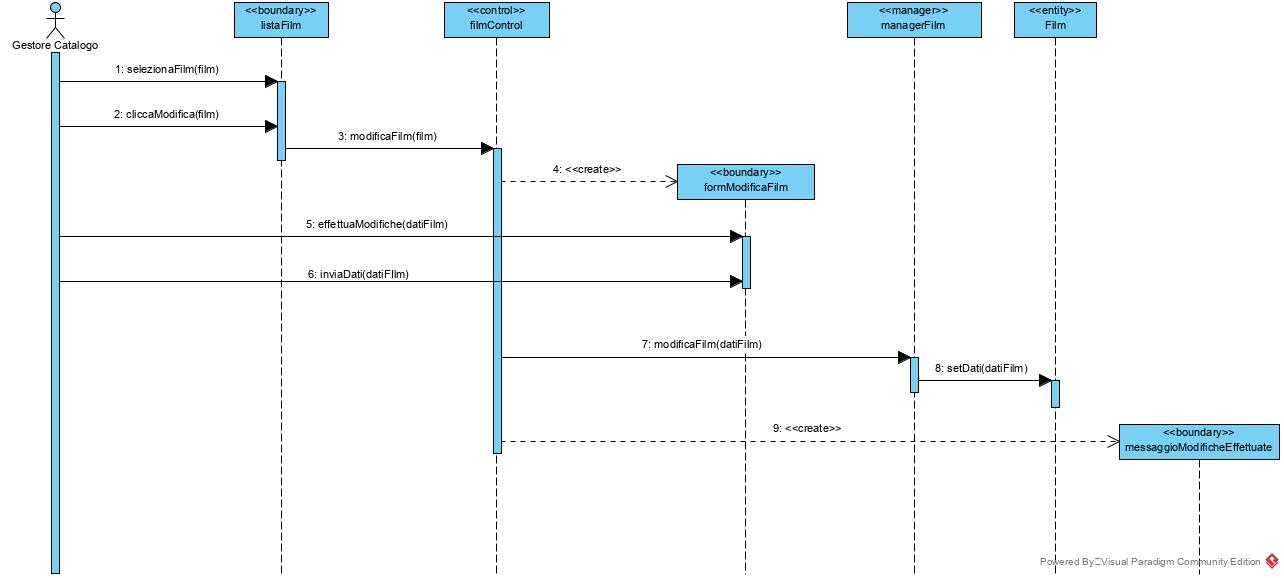 <<boundary>>
listaFilm
<<control>>
filmControl
<<manager>>
managerFilm
<<entity>>
Film
Gestore Catalogo
1: selezionaFilm(film)
2: cliccaModifica(film)
3: modificaFilm(film)
4: <<create>>
<<boundary>>
formModificaFilm
5: effettuaModifiche(datiFilm)
6: inviaDati(datiFIlm)
7: modificaFilm(datiFilm)
8: setDati(datiFilm)
9: <<create>>
<<boundary>>
messaggioModificheEffettuate
Powered By Visual Paradigm Community Edition